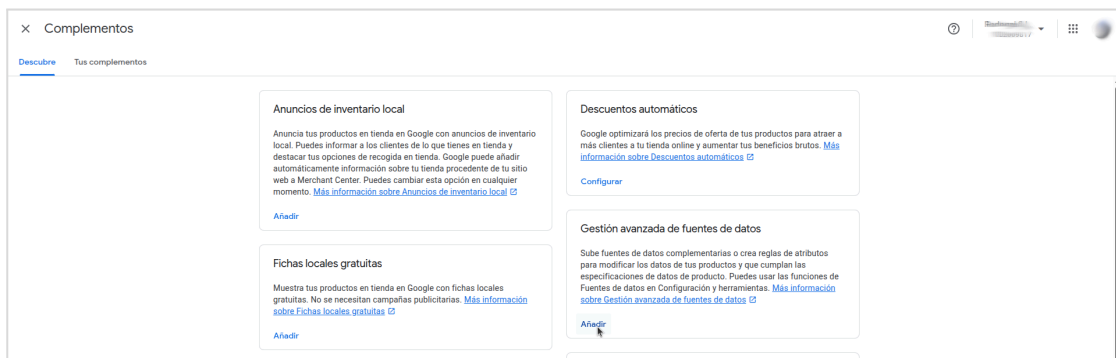 Complementos
Descubre
Tus complementos
Anuncios de inventario local
Anuncia tus productos en tienda en Google con anuncios de inventario
local. Puedes informar a los clientes de lo que tienes en tienda y
destacar tus opciones de recogida en tienda. Google puede añadir
automáticamente información sobre tu tienda procedente de tu sitio
web a Merchant Center. Puedes cambiar esta opción en cualquier
momento. Más información sobre Anuncios de inventario local
Añadir
Fichas locales gratuitas
Muestra tus productos en tienda en Google con fichas locales
gratuitas. No se necesitan campañas publicitarias. Más información
sobre Fichas locales gratuitas
Añadir
Descuentos automáticos
Google optimizará los precios de oferta de tus productos para atraer a
más clientes a tu tienda online y aumentar tus beneficios brutos. Más
información sobre Descuentos automáticos
Configurar
Gestión avanzada de fuentes de datos
Sube fuentes de datos complementarias o crea reglas de atributos
para modificar los datos de tus productos y que cumplan las
especificaciones de datos de producto. Puedes usar las funciones de
Fuentes de datos en Configuración y herramientas. Más información
sobre Gestión avanzada de fuentes de datos
Añadir